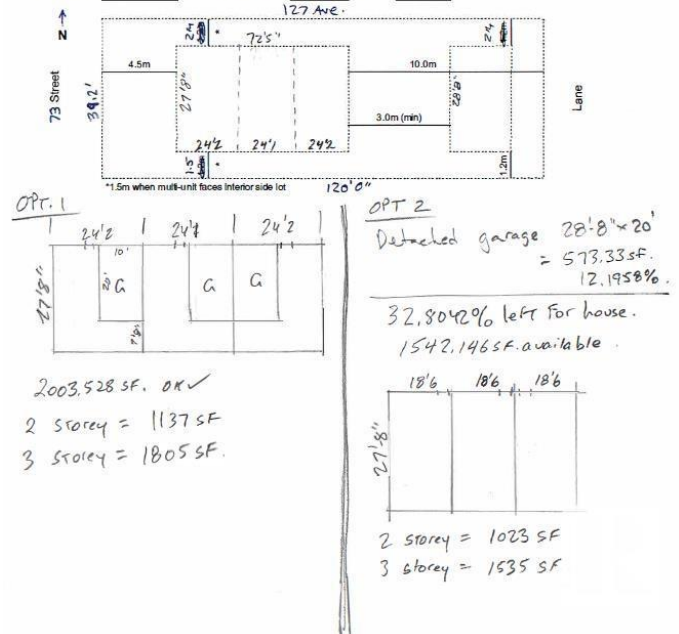 127 Ave.
N
72'5"
4.5m
10.0m
73 Street
39.2'
27'8"
28'8"
Lane
3.0m (min)
24'2 24'1 24'2
1.5
1.2m
*1.5m when multi-unit faces interior side lot
120'0"
OPT. 1
24'2 24'1 24'2
10'
27'8"
20'
G G G
7'8"
2003.528 SF. OK✓
2 storey = 1137 SF
3 storey = 1805 SF.
OPT 2
Detached garage 28'8" x 20'
= 573.33 sf.
12.1958%.
32.8042% left for house.
1542.146 SF. available.
18'6 18'6 18'6
27'8"
2 storey = 1023 SF
3 storey = 1535 SF